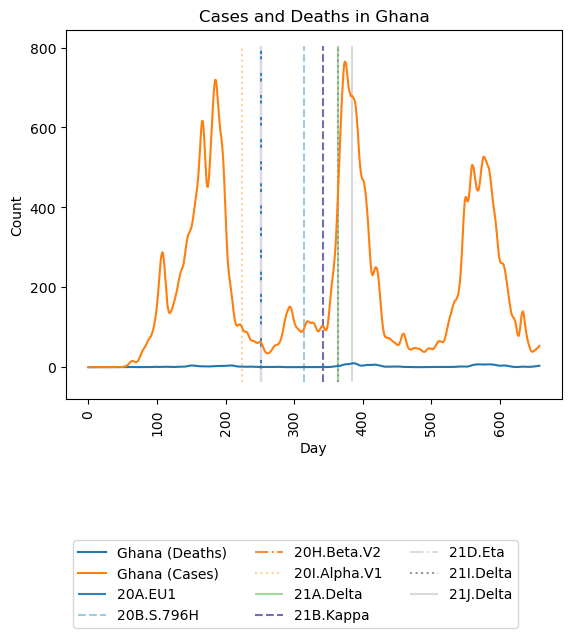 Cases and Deaths in Ghana
800
600
400
200
0
Count
0 100 200 300 400 500 600
Day
Ghana (Deaths) 20H.Beta.V2 21D.Eta
Ghana (Cases) 20I.Alpha.V1 21I.Delta
20A.EU1 21A.Delta 21J.Delta
20B.S.796H 21B.Kappa